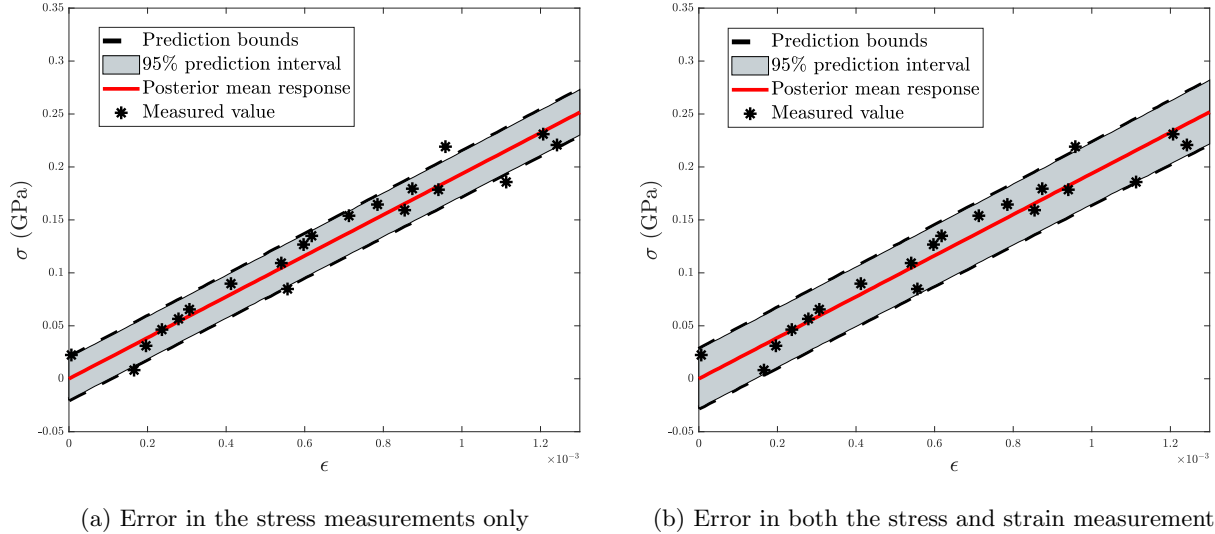 0.35
0.3
0.25
0.2
0.15
0.1
0.05
0
-0.05
σ (GPa)
Prediction bounds
95% prediction interval
Posterior mean response
Measured value
0
0.2
0.4
0.6
0.8
1
1.2
×10⁻³
ϵ
(a) Error in the stress measurements only
0.35
0.3
0.25
0.2
0.15
0.1
0.05
0
-0.05
σ (GPa)
Prediction bounds
95% prediction interval
Posterior mean response
Measured value
0
0.2
0.4
0.6
0.8
1
1.2
×10⁻³
ϵ
(b) Error in both the stress and strain measurement